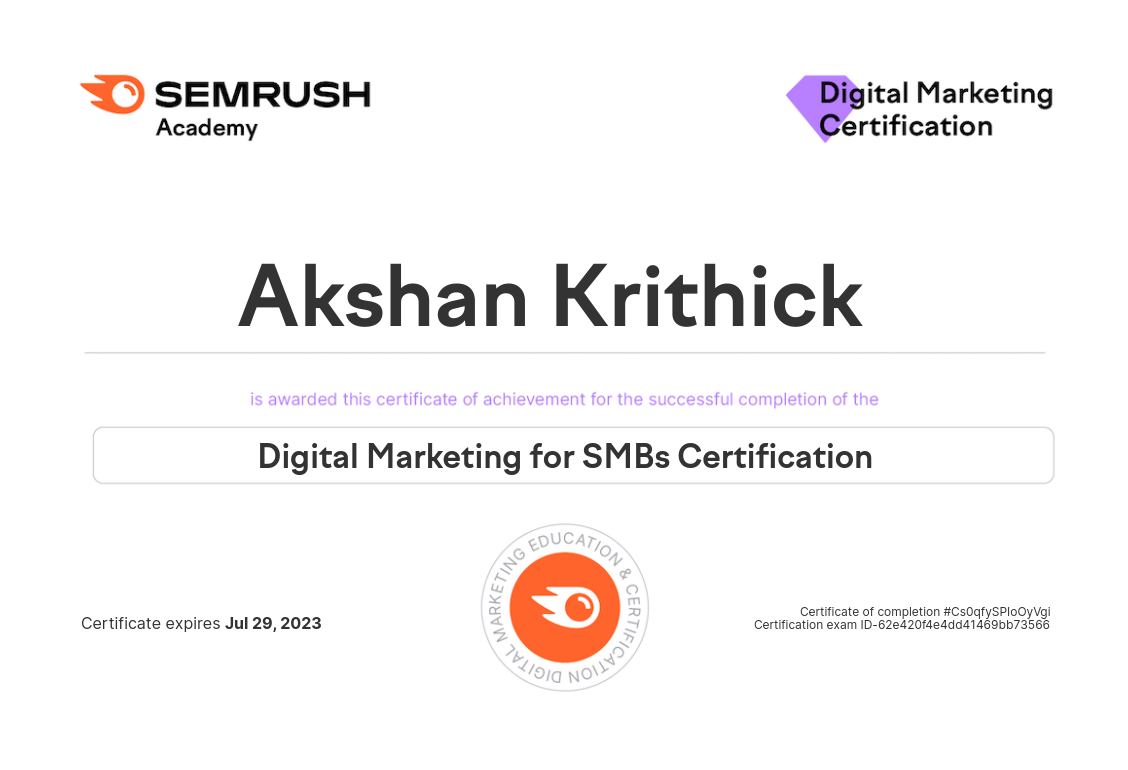 SEMRUSH
Academy
Digital Marketing
Certification
Akshan Krithick
is awarded this certificate of achievement for the successful completion of the
Digital Marketing for SMBs Certification
DIGITAL MARKETING EDUCATION & CERTIFICATION
Certificate expires Jul 29, 2023
Certificate of completion #Cs0qfySPIoOyVgi
Certification exam ID-62e420f4e4dd41469bb73566